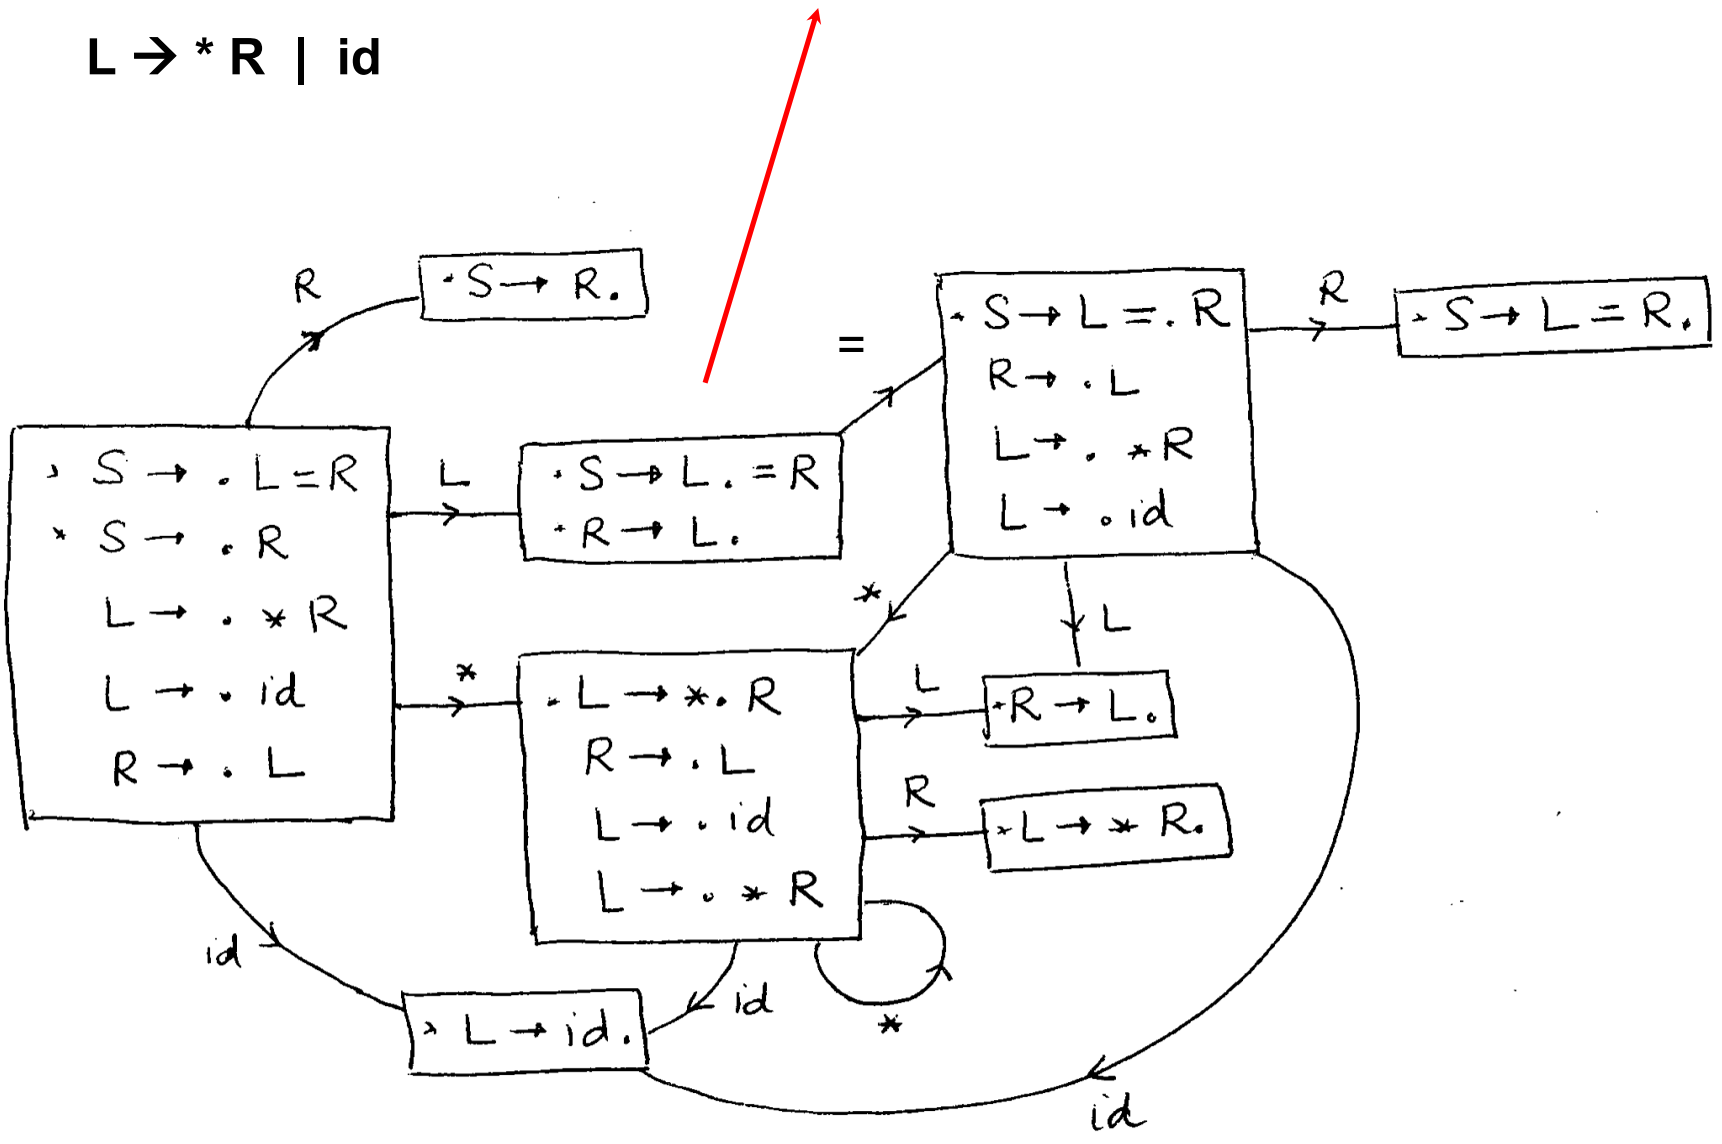 L → * R | id
R
· S → R.
=
· S → L =. R
R → . L
L → . * R
L → . id
R
· S → L = R.
· S → . L = R
* S → . R
L → . * R
L → . id
R → . L
L
· S → L. = R
· R → L.
*
*
· L → *. R
R → . L
L → . id
L → . * R
L
L
· R → L.
R
· L → * R.
id
id
*
· L → id.
id